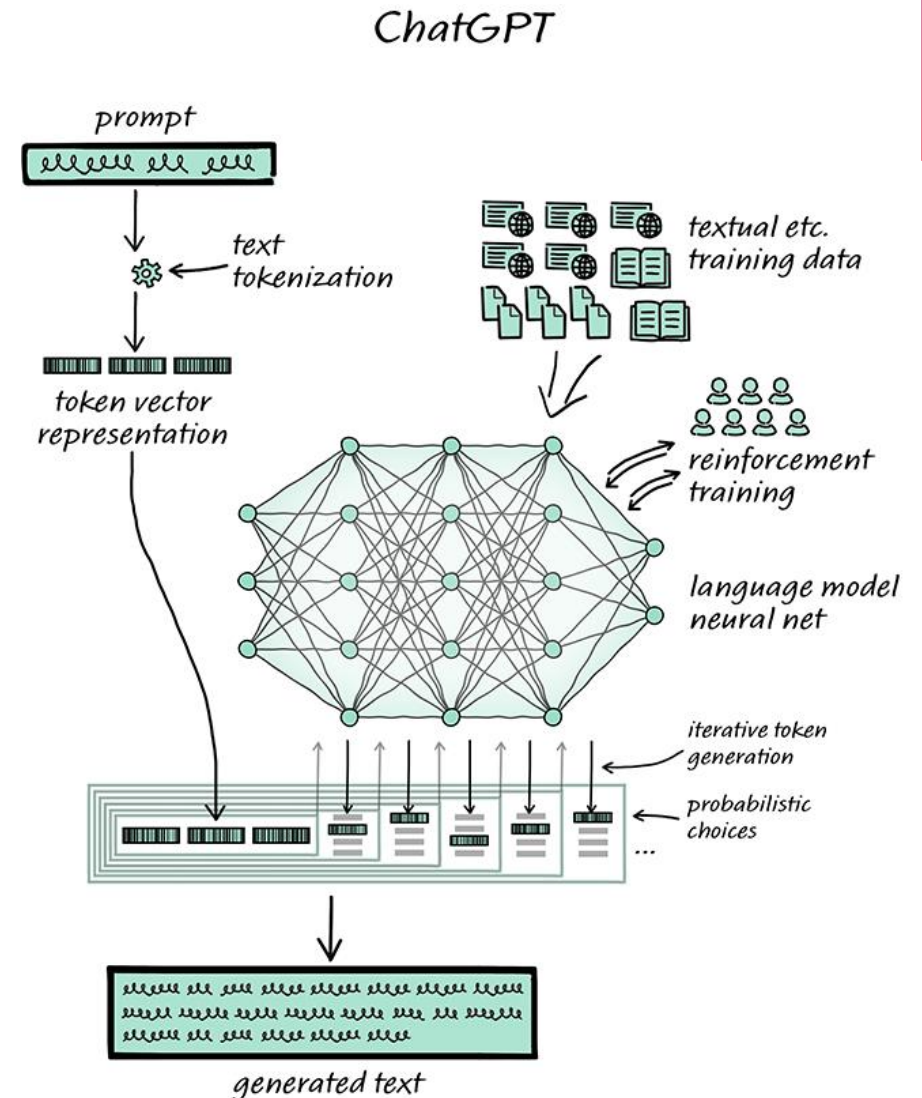 ChatGPT
prompt
text
tokenization
token vector
representation
textual etc.
training data
reinforcement
training
language model
neural net
iterative token
generation
probabilistic
choices
...
generated text